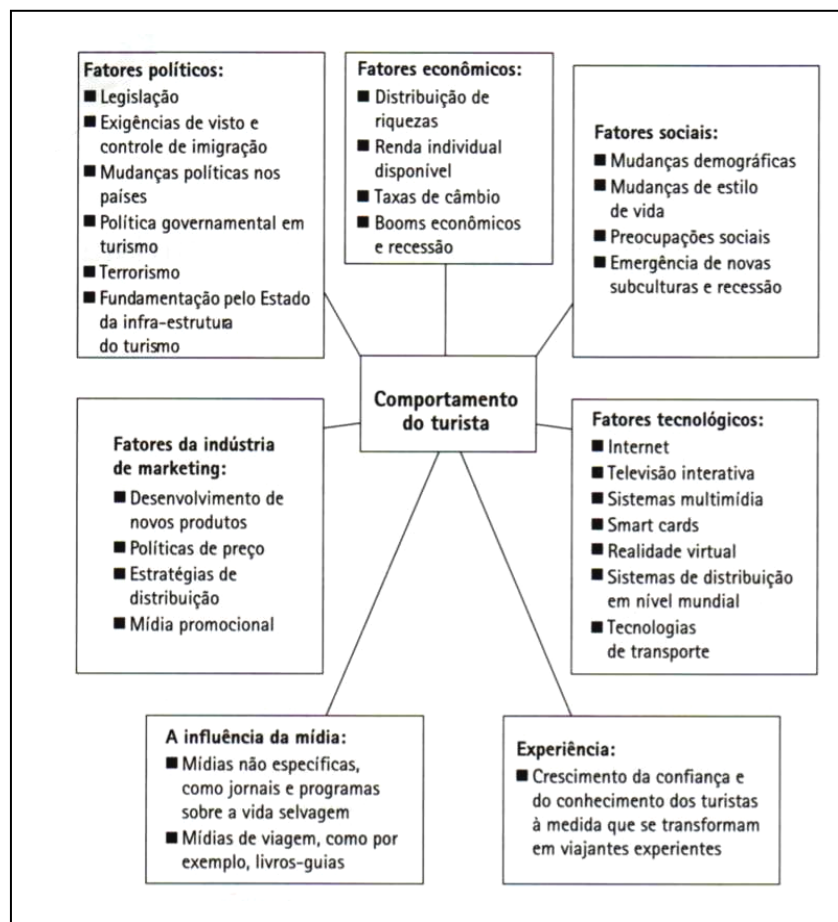 Fatores políticos:
■ Legislação
■ Exigências de visto e
controle de imigração
■ Mudanças políticas nos
países
■ Política governamental em
turismo
■ Terrorismo
■ Fundamentação pelo Estado
da infra-estrutura
do turismo
Fatores econômicos:
■ Distribuição de
riquezas
■ Renda individual
disponível
■ Taxas de câmbio
■ Booms econômicos
e recessão
Fatores sociais:
■ Mudanças demográficas
■ Mudanças de estilo
de vida
■ Preocupações sociais
■ Emergência de novas
subculturas e recessão
Comportamento
do turista
Fatores da indústria
de marketing:
■ Desenvolvimento de
novos produtos
■ Políticas de preço
■ Estratégias de
distribuição
■ Mídia promocional
Fatores tecnológicos:
■ Internet
■ Televisão interativa
■ Sistemas multimídia
■ Smart cards
■ Realidade virtual
■ Sistemas de distribuição
em nível mundial
■ Tecnologias
de transporte
A influência da mídia:
■ Mídias não específicas,
como jornais e programas
sobre a vida selvagem
■ Mídias de viagem, como por
exemplo, livros-guias
Experiência:
■ Crescimento da confiança e
do conhecimento dos turistas
à medida que se transformam
em viajantes experientes